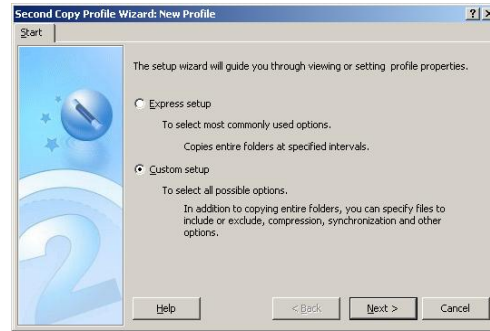 Second Copy Profile Wizard: New Profile
Start
The setup wizard will guide you through viewing or setting profile properties.
Express setup
To select most commonly used options.
Copies entire folders at specified intervals.
Custom setup
To select all possible options.
In addition to copying entire folders, you can specify files to
include or exclude, compression, synchronization and other
options.
2
Help
< Back
Next >
Cancel